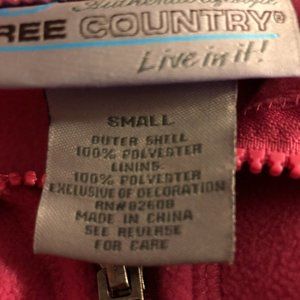 FREE COUNTRY®
Live in it!
SMALL
OUTER SHELL
100% POLYESTER
LINING:
100% POLYESTER
EXCLUSIVE OF DECORATION
RN#82608
MADE IN CHINA
SEE REVERSE
FOR CARE